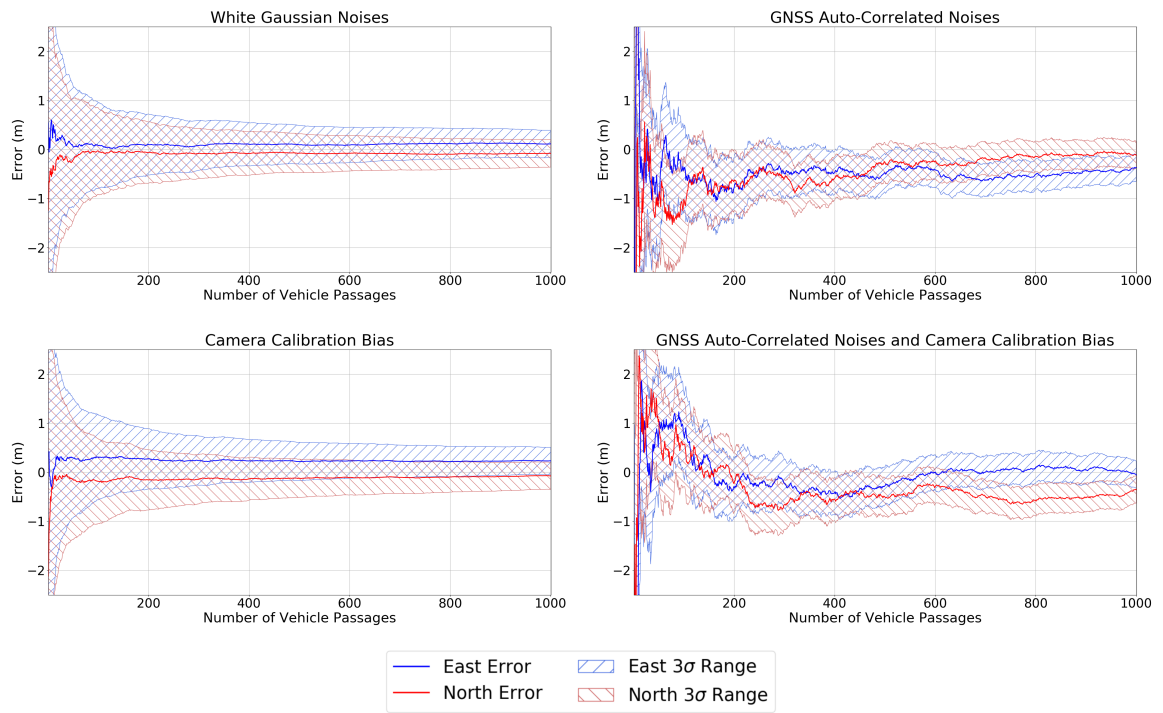 White Gaussian Noises
2
1
0
−1
−2
Error (m)
200
400
600
800
1000
Number of Vehicle Passages
GNSS Auto-Correlated Noises
2
1
0
−1
−2
Error (m)
200
400
600
800
1000
Number of Vehicle Passages
Camera Calibration Bias
2
1
0
−1
−2
Error (m)
200
400
600
800
1000
Number of Vehicle Passages
GNSS Auto-Correlated Noises and Camera Calibration Bias
2
1
0
−1
−2
Error (m)
200
400
600
800
1000
Number of Vehicle Passages
East Error
North Error
East 3σ Range
North 3σ Range